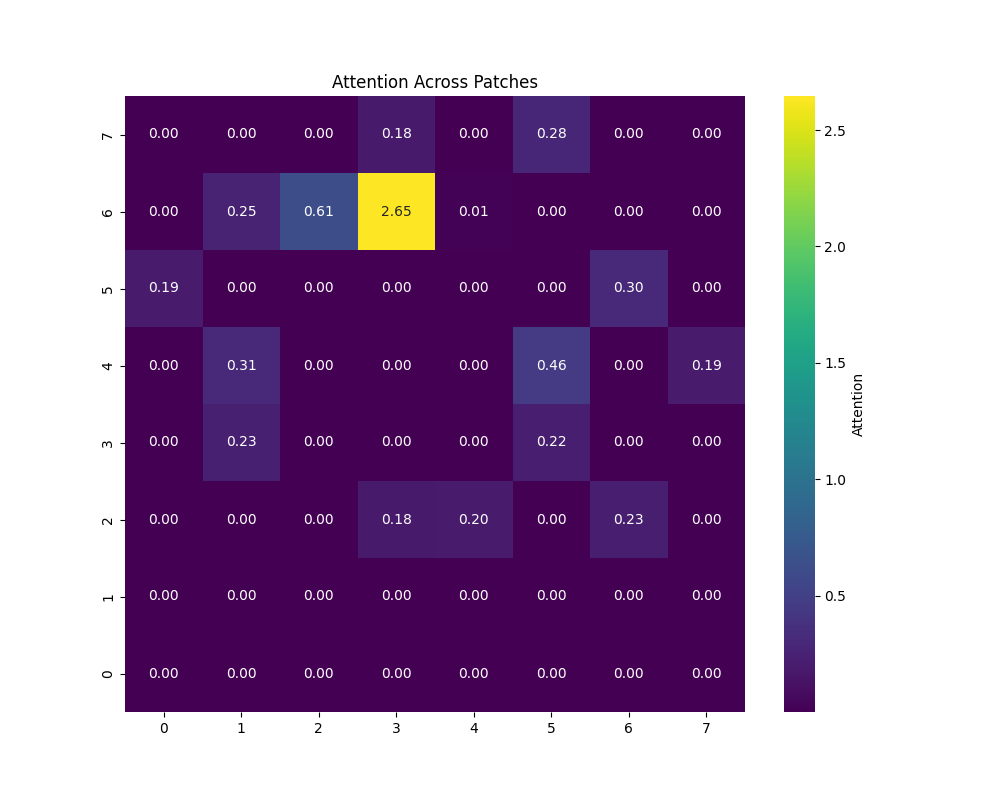 Attention Across Patches
7 0.00 0.00 0.00 0.18 0.00 0.28 0.00 0.00
6 0.00 0.25 0.61 2.65 0.01 0.00 0.00 0.00
5 0.19 0.00 0.00 0.00 0.00 0.00 0.30 0.00
4 0.00 0.31 0.00 0.00 0.00 0.46 0.00 0.19
3 0.00 0.23 0.00 0.00 0.00 0.22 0.00 0.00
2 0.00 0.00 0.00 0.18 0.20 0.00 0.23 0.00
1 0.00 0.00 0.00 0.00 0.00 0.00 0.00 0.00
0 0.00 0.00 0.00 0.00 0.00 0.00 0.00 0.00
0 1 2 3 4 5 6 7
2.5
2.0
1.5
1.0
0.5
Attention